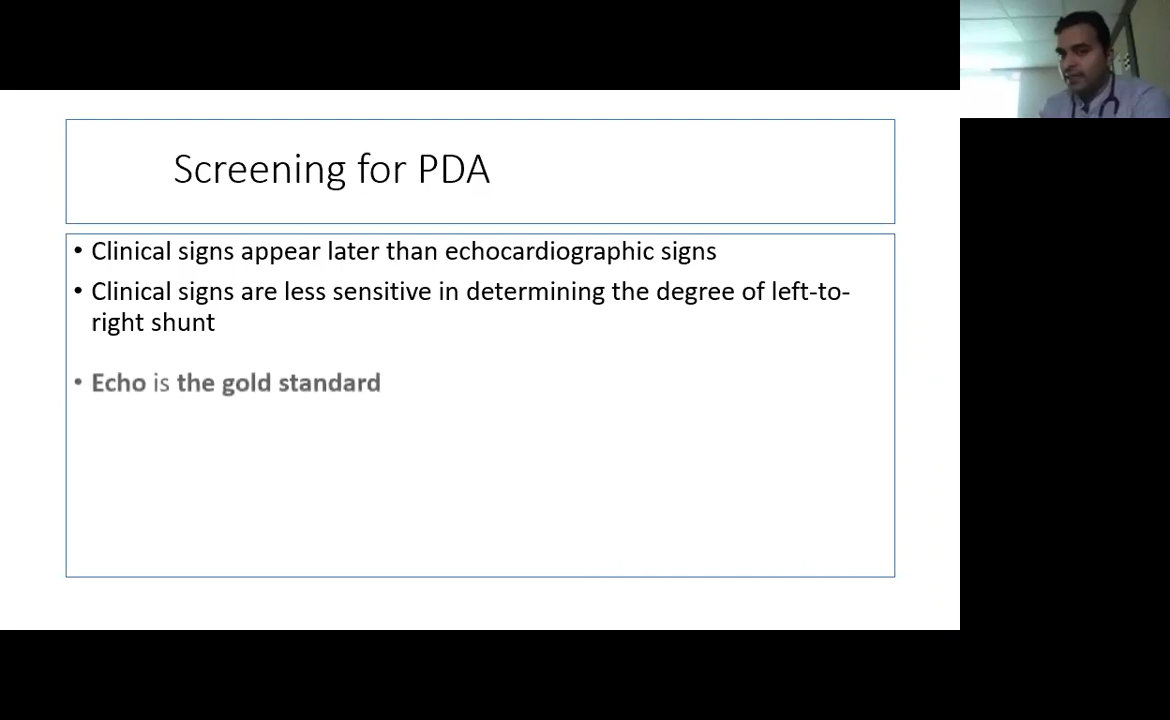 Screening for PDA
• Clinical signs appear later than echocardiographic signs
• Clinical signs are less sensitive in determining the degree of left-to-
right shunt
• Echo is the gold standard